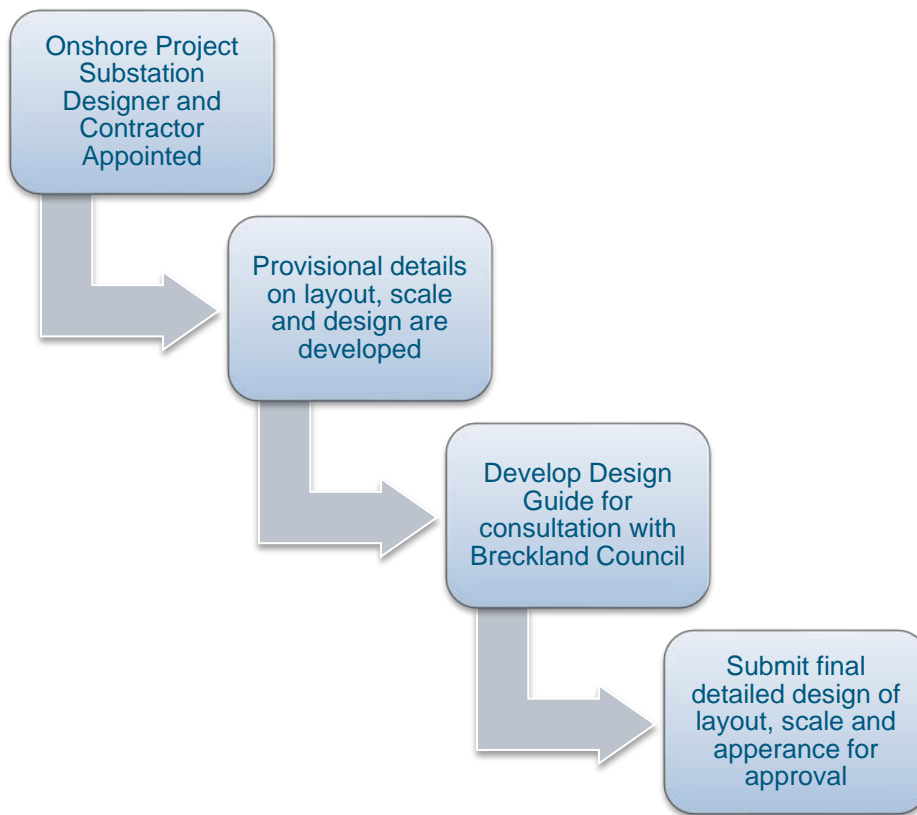 Onshore Project
Substation
Designer and
Contractor
Appointed
Provisional details
on layout, scale
and design are
developed
Develop Design
Guide for
consultation with
Breckland Council
Submit final
detailed design of
layout, scale and
apperance for
approval